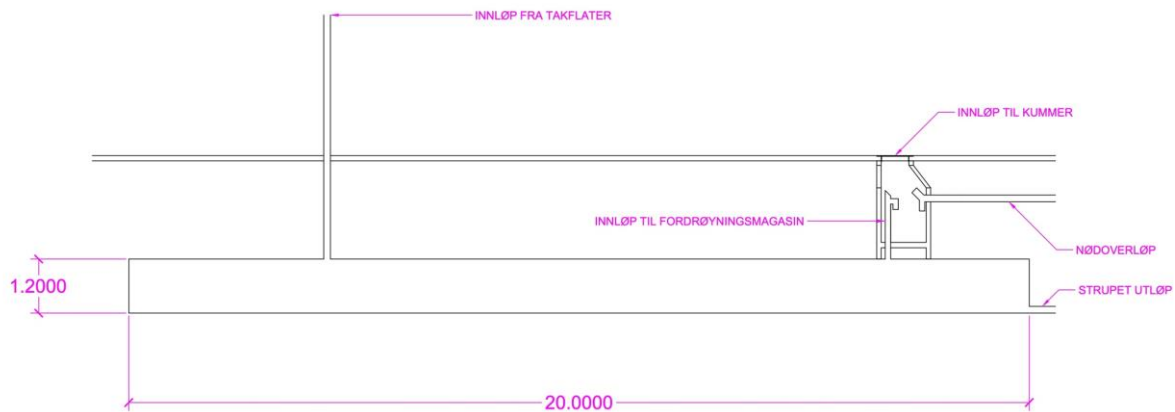 INNLØP FRA TAKFLATER
INNLØP TIL KUMMER
INNLØP TIL FORDRØYNINGSMAGASIN
NØDOVERLØP
1.2000
STRUPET UTLØP
20.0000